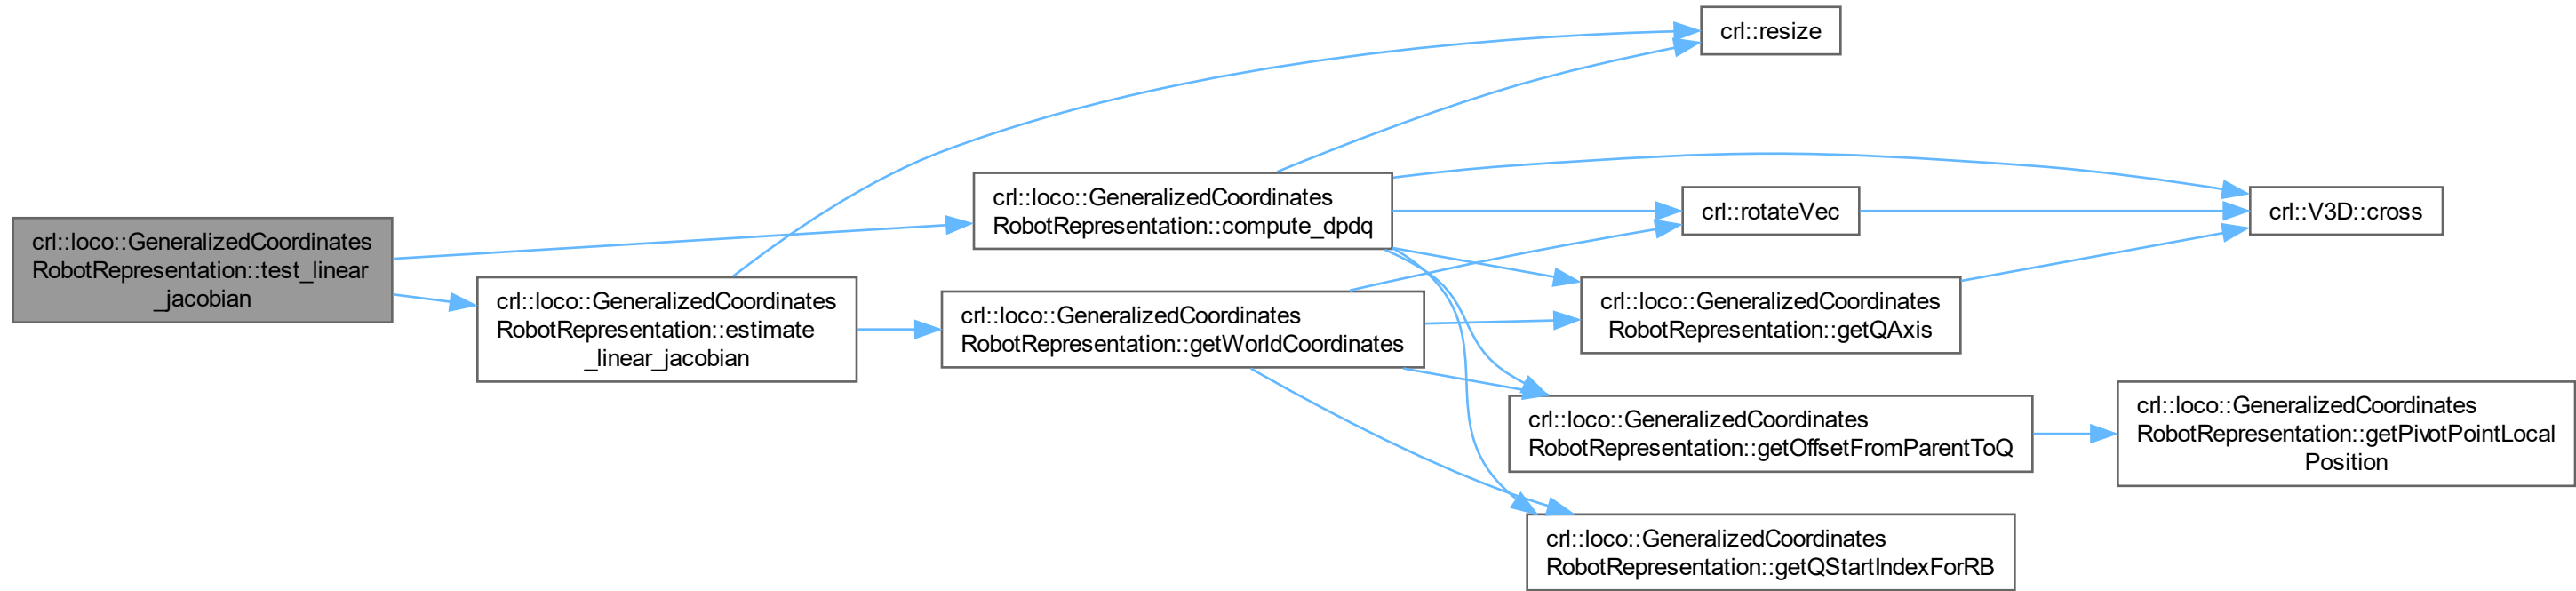 crl::loco::GeneralizedCoordinates
RobotRepresentation::test_linear
_jacobian
crl::loco::GeneralizedCoordinates
RobotRepresentation::estimate
_linear_jacobian
crl::loco::GeneralizedCoordinates
RobotRepresentation::compute_dpdq
crl::loco::GeneralizedCoordinates
RobotRepresentation::getWorldCoordinates
crl::resize
crl::rotateVec
crl::loco::GeneralizedCoordinates
RobotRepresentation::getQAxis
crl::loco::GeneralizedCoordinates
RobotRepresentation::getOffsetFromParentToQ
crl::loco::GeneralizedCoordinates
RobotRepresentation::getQStartIndexForRB
crl::V3D::cross
crl::loco::GeneralizedCoordinates
RobotRepresentation::getPivotPointLocal
Position